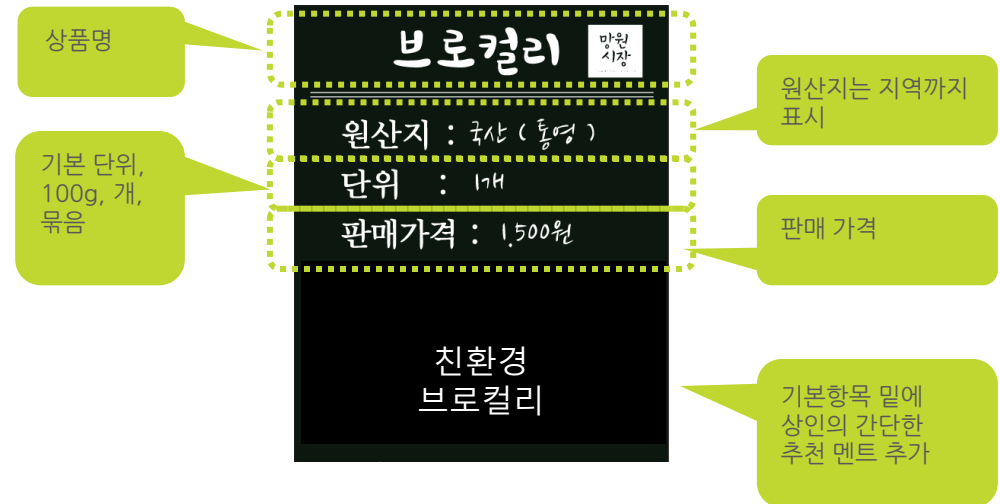 상품명
브로컬리
망원
시장
원산지는 지역까지
표시
원산지 : 국산 ( 통영 )
기본 단위,
100g, 개,
묶음
단위 : 1개
판매가격 : 1,500원
판매 가격
친환경
브로컬리
기본항목 밑에
상인의 간단한
추천 멘트 추가